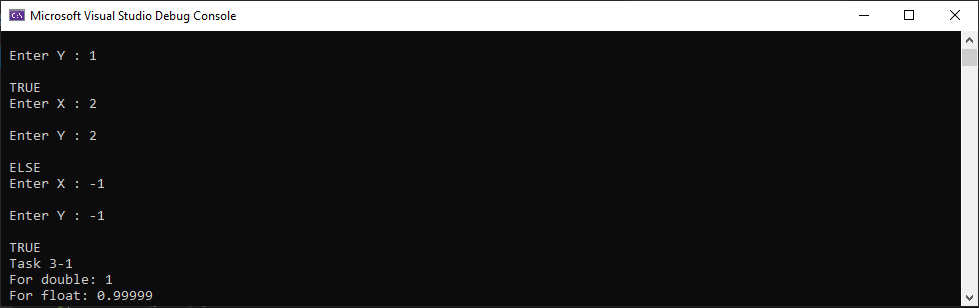 Microsoft Visual Studio Debug Console
Enter Y : 1
TRUE
Enter X : 2
Enter Y : 2
ELSE
Enter X : -1
Enter Y : -1
TRUE
Task 3-1
For double: 1
For float: 0.99999